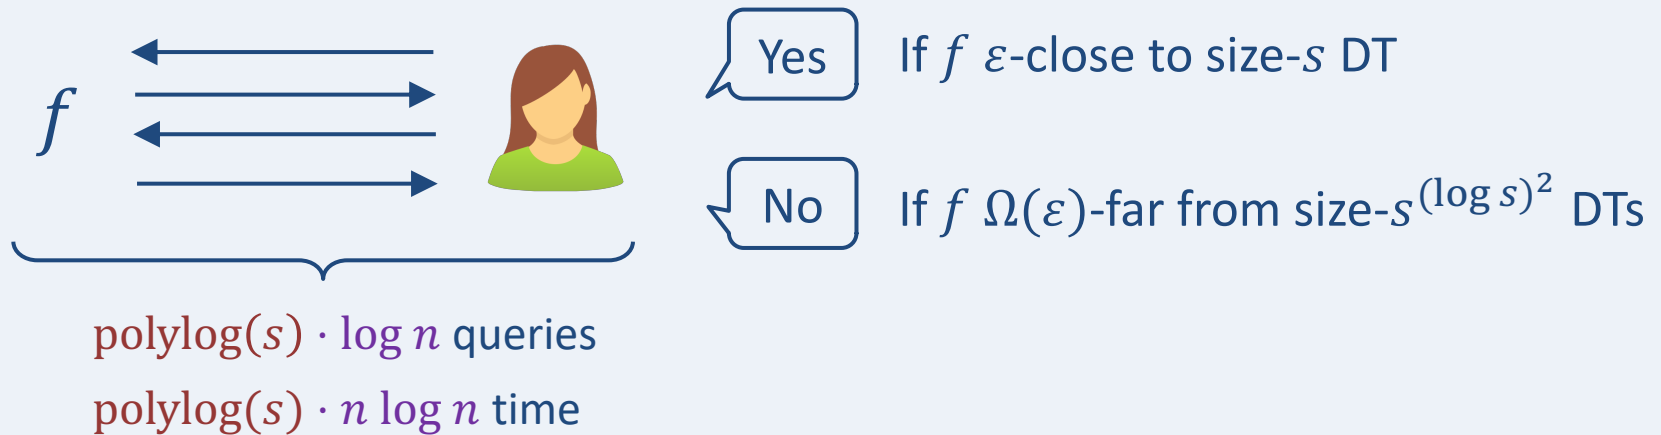 f
Yes If f ε-close to size-s DT
No If f Ω(ε)-far from size-s^{(log s)^2} DTs
polylog(s) · log n queries
polylog(s) · n log n time